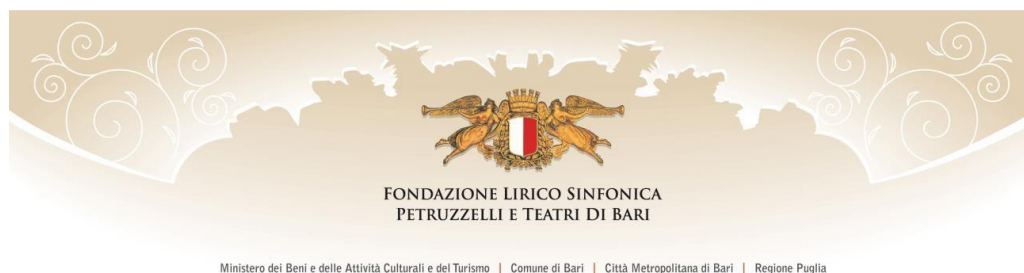 FONDAZIONE LIRICO SINFONICA
PETRUZZELLI E TEATRI DI BARI
Ministero dei Beni e delle Attività Culturali e del Turismo | Comune di Bari | Città Metropolitana di Bari | Regione Puglia